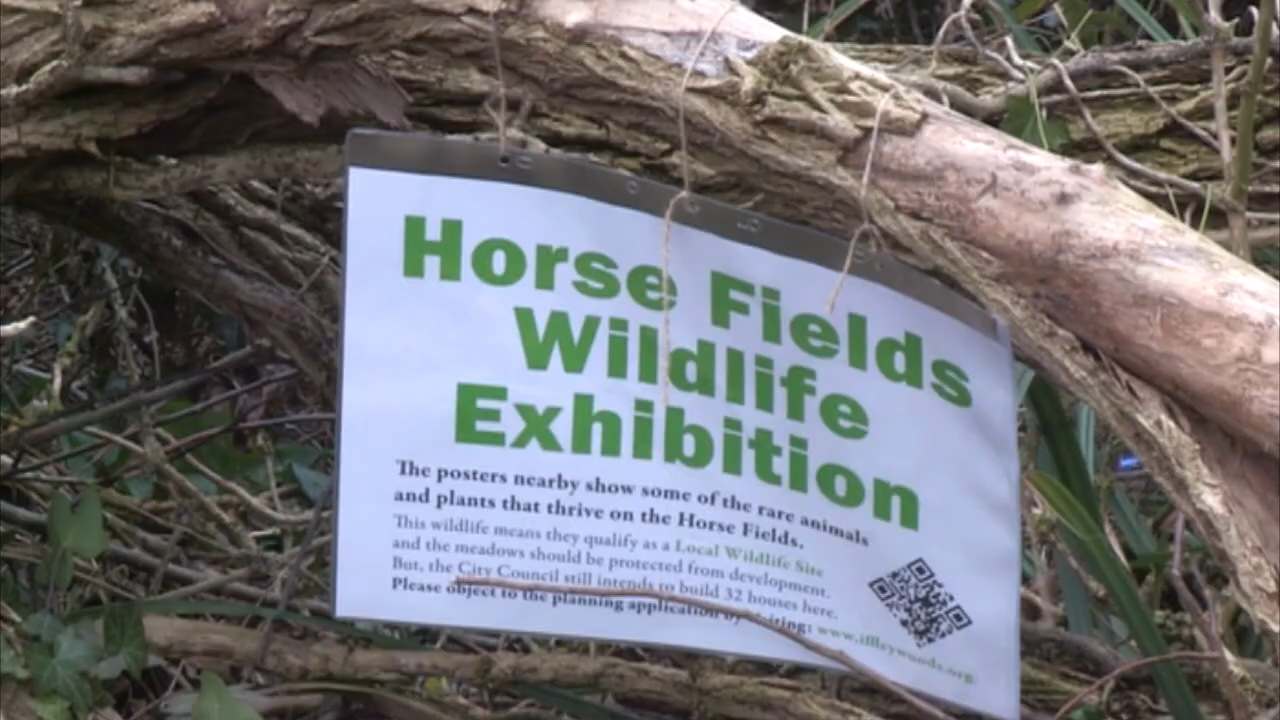 Horse Fields
Wildlife
Exhibition
The posters nearby show some of the rare animals
and plants that thrive on the Horse Fields.
This wildlife means they qualify as a Local Wildlife Site
and the meadows should be protected from development.
But, the City Council still intends to build 32 houses here.
Please object to the planning application by visiting: www.iffleywoods.org